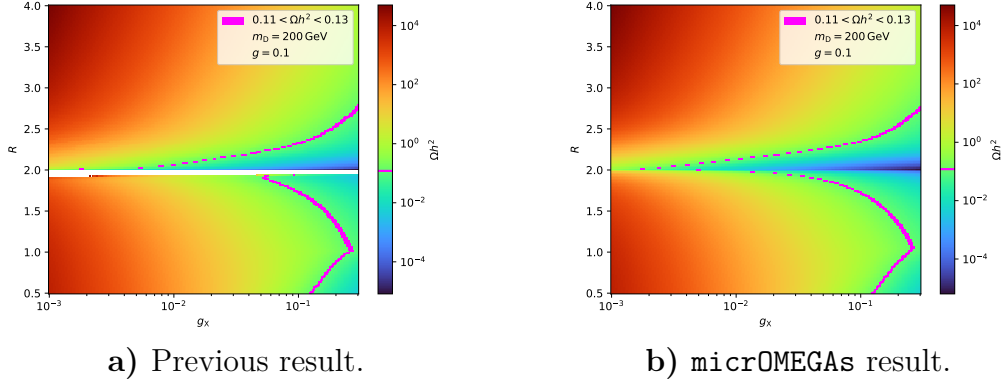 4.0
3.5
3.0
2.5
2.0
1.5
1.0
0.5
R
10⁻³
10⁻²
10⁻¹
g_X
0.11 < Ωh² < 0.13
m_D = 200 GeV
g = 0.1
10⁴
10²
10⁰
10⁻²
10⁻⁴
Ωh²
a) Previous result.
4.0
3.5
3.0
2.5
2.0
1.5
1.0
0.5
R
10⁻³
10⁻²
10⁻¹
g_X
0.11 < Ωh² < 0.13
m_D = 200 GeV
g = 0.1
10⁴
10²
10⁰
10⁻²
10⁻⁴
Ωh²
b) micrOMEGAs result.